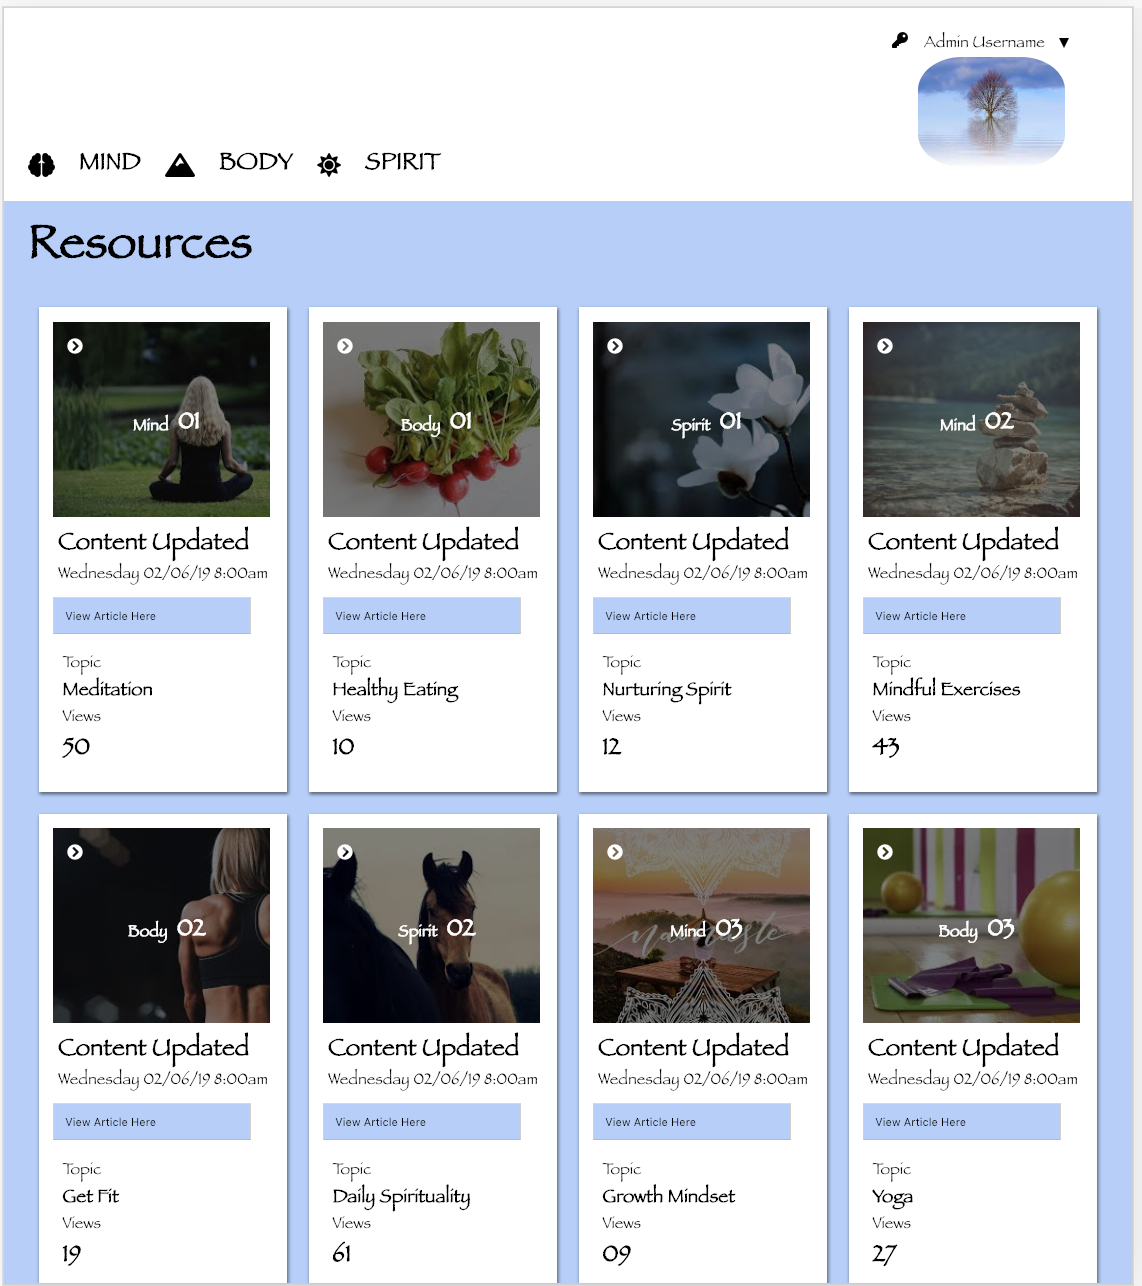 Admin Username ▼
MIND BODY SPIRIT
Resources
Mind 01
Content Updated
Wednesday 02/06/19 8:00am
View Article Here
Topic
Meditation
Views
50
Body 01
Content Updated
Wednesday 02/06/19 8:00am
View Article Here
Topic
Healthy Eating
Views
10
Spirit 01
Content Updated
Wednesday 02/06/19 8:00am
View Article Here
Topic
Nurturing Spirit
Views
12
Mind 02
Content Updated
Wednesday 02/06/19 8:00am
View Article Here
Topic
Mindful Exercises
Views
43
Body 02
Content Updated
Wednesday 02/06/19 8:00am
View Article Here
Topic
Get Fit
Views
19
Spirit 02
Content Updated
Wednesday 02/06/19 8:00am
View Article Here
Topic
Daily Spirituality
Views
61
Mind 03
namaste
Content Updated
Wednesday 02/06/19 8:00am
View Article Here
Topic
Growth Mindset
Views
09
Body 03
Content Updated
Wednesday 02/06/19 8:00am
View Article Here
Topic
Yoga
Views
27